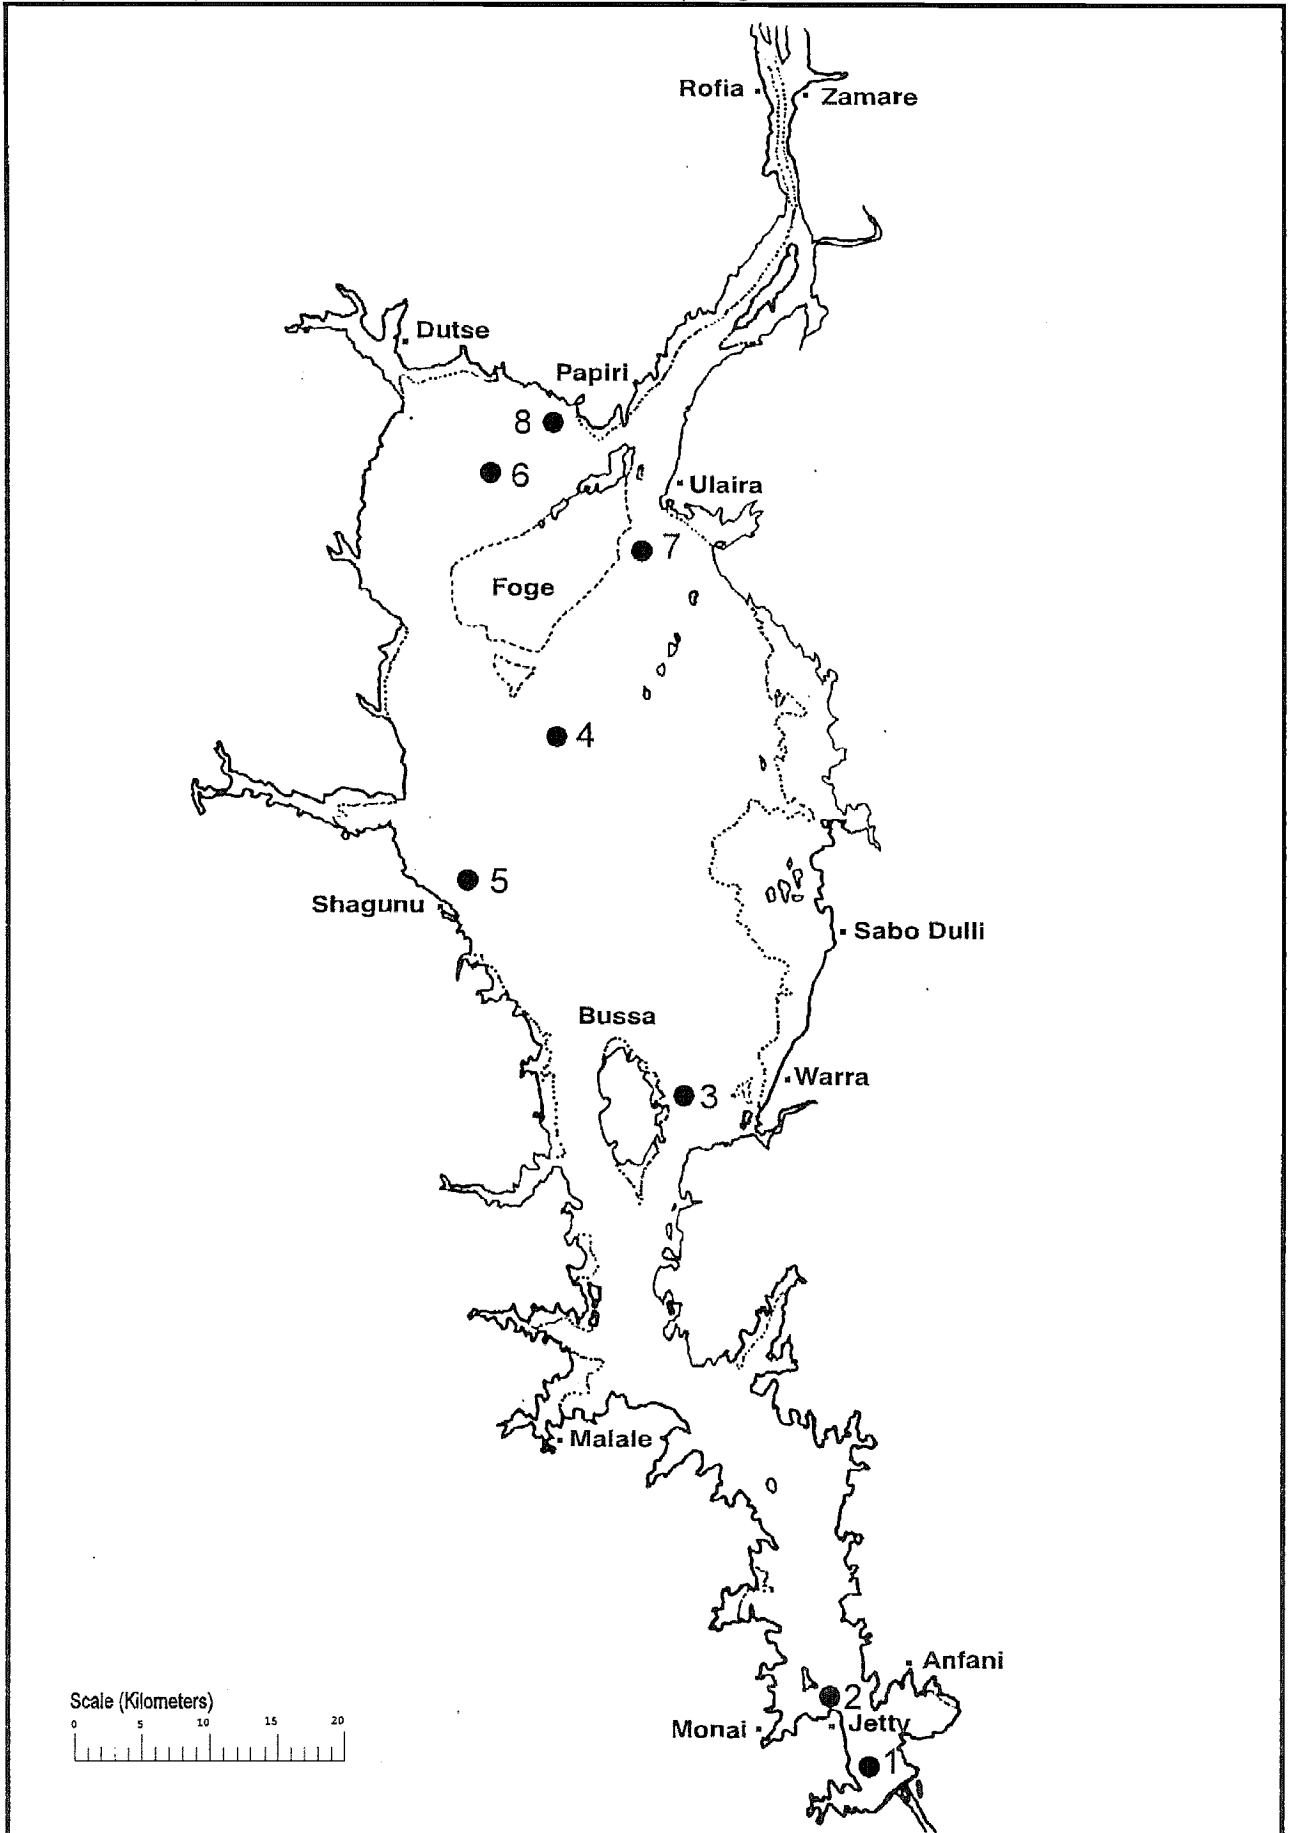 Rofia
Zamare
Dutse
Papiri
8
6
Ulaira
7
Foge
4
5
Shagunu
Sabo Dulli
Bussa
Warra
3
Malale
Anfani
2
Monai
Jetty
1
Scale (Kilometers)
0 5 10 15 20